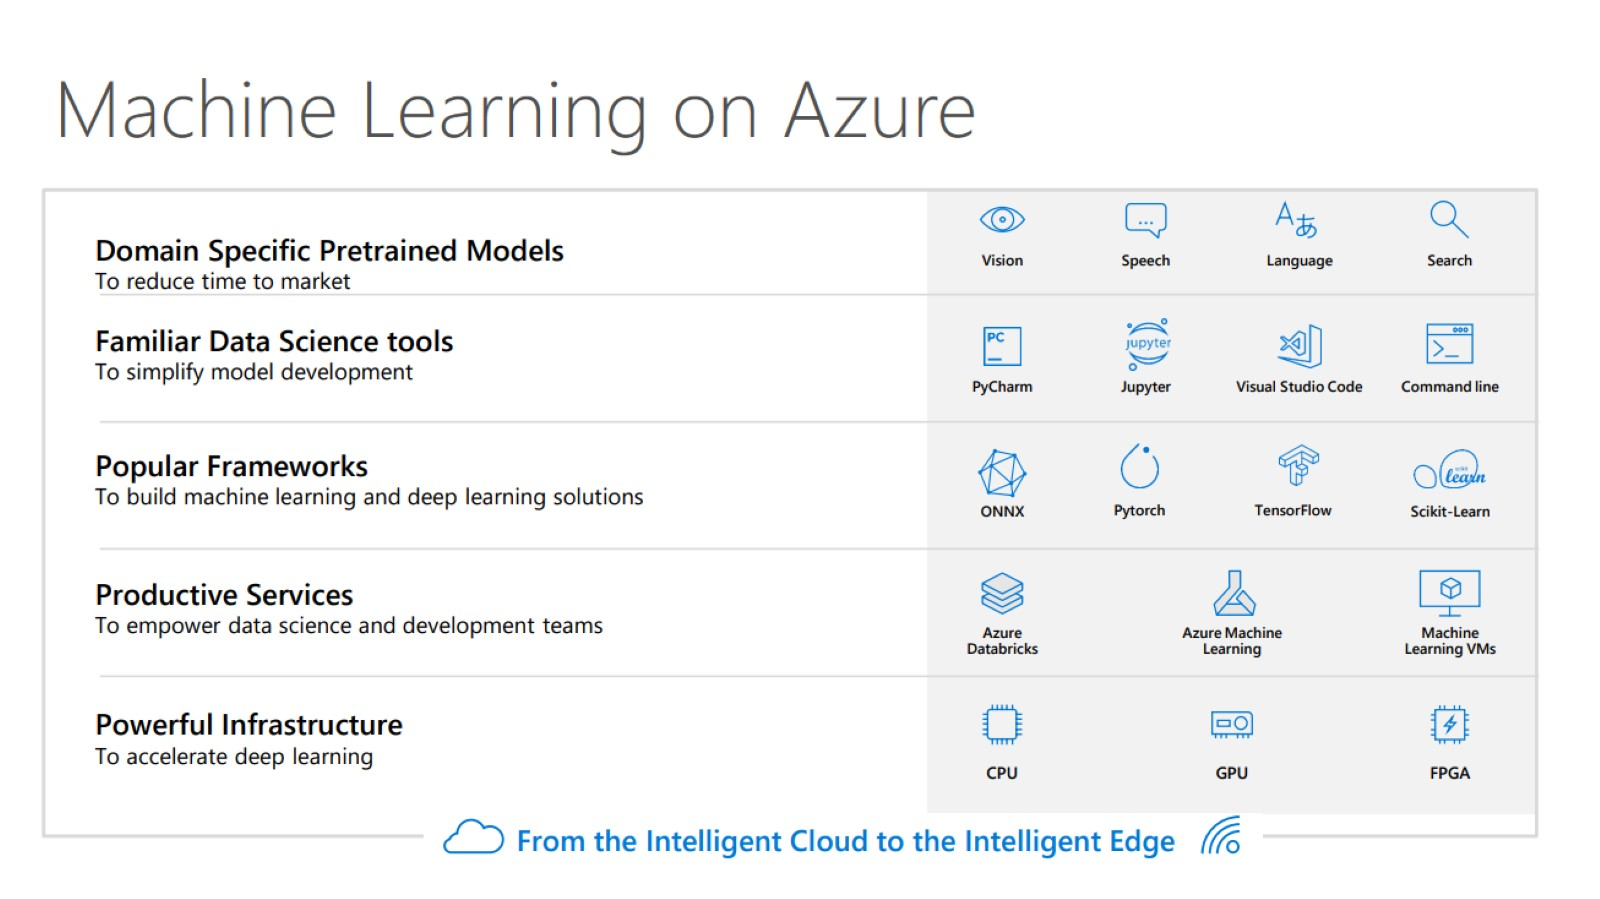 Machine Learning on Azure
Domain Specific Pretrained Models
To reduce time to market
Vision
Speech
Aあ
Language
Search
Familiar Data Science tools
To simplify model development
PC
PyCharm
jupyter
Jupyter
Visual Studio Code
Command line
Popular Frameworks
To build machine learning and deep learning solutions
ONNX
Pytorch
TensorFlow
scikit
learn
Scikit-Learn
Productive Services
To empower data science and development teams
Azure
Databricks
Azure Machine
Learning
Machine
Learning VMs
Powerful Infrastructure
To accelerate deep learning
CPU
GPU
FPGA
From the Intelligent Cloud to the Intelligent Edge